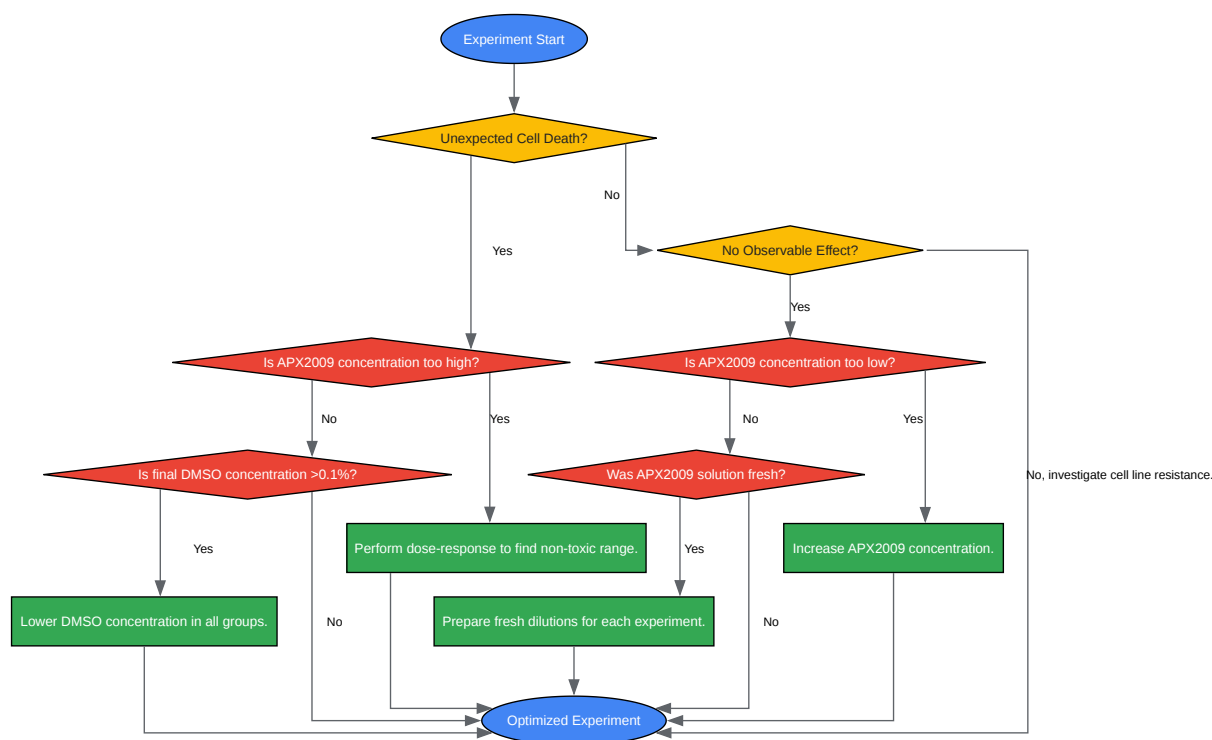 Experiment Start
Unexpected Cell Death?
No
Yes
No Observable Effect?
Yes
Is APX2009 concentration too high?
Is APX2009 concentration too low?
No
Yes
No
Yes
Is final DMSO concentration >0.1%?
Was APX2009 solution fresh?
No, investigate cell line resistance.
Yes
Perform dose-response to find non-toxic range.
Yes
Increase APX2009 concentration.
Lower DMSO concentration in all groups.
No
Prepare fresh dilutions for each experiment.
No
Optimized Experiment